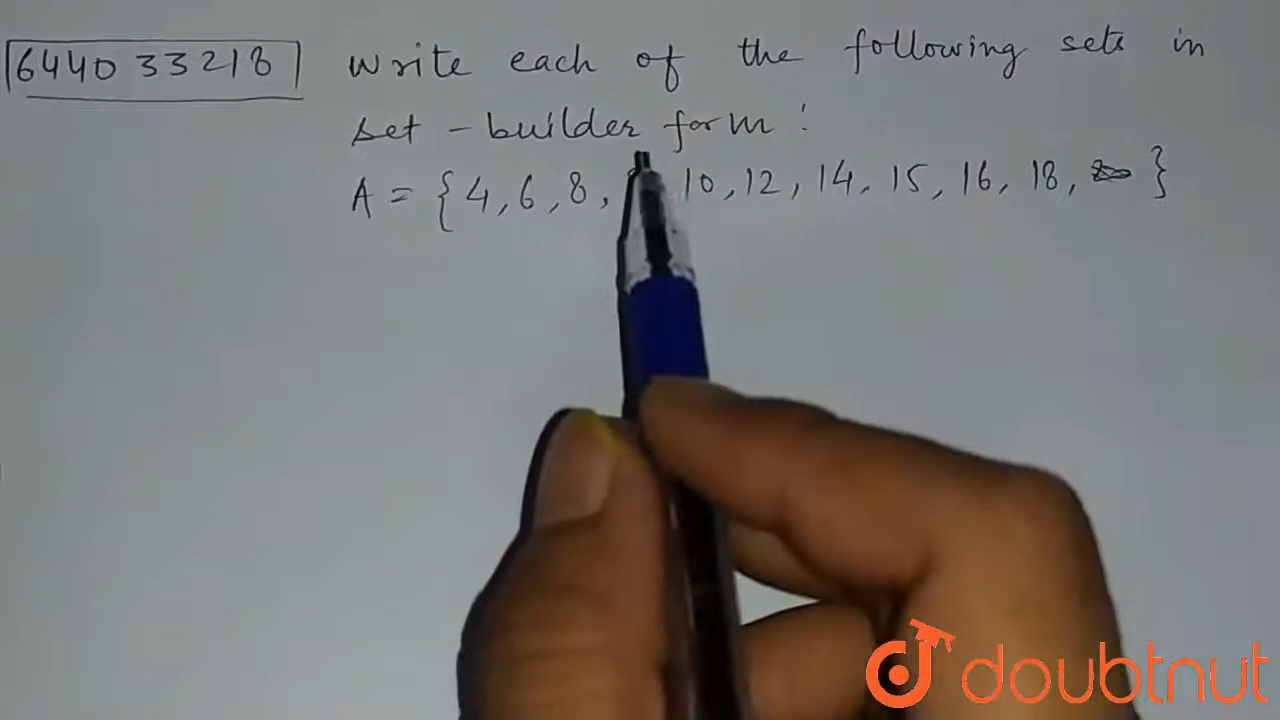 6440 33218 Write each of the following sets in
set - builder form :
A = { 4, 6, 8, 10, 12, 14, 15, 16, 18, }
doubtnut